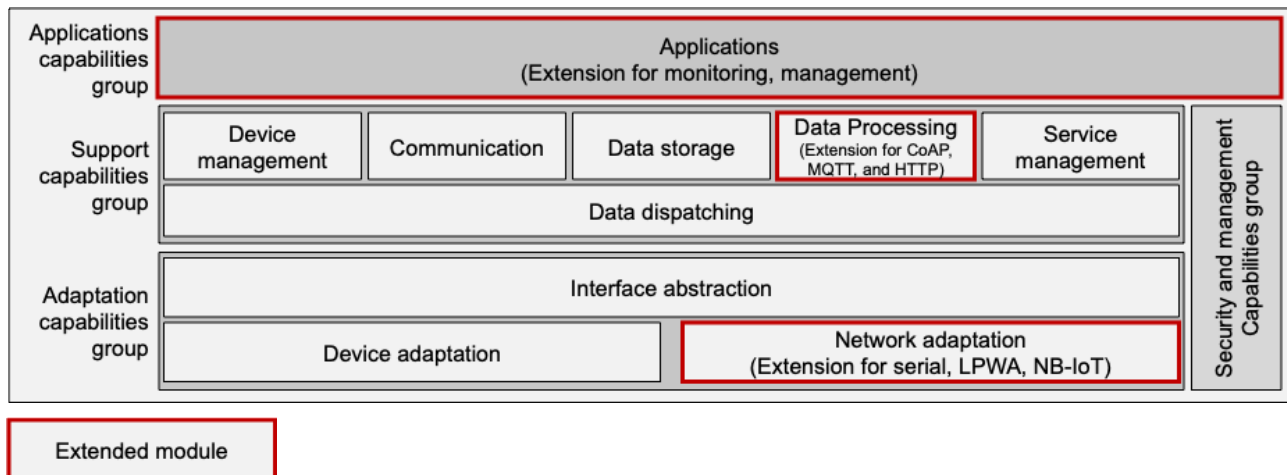 Applications
capabilities
group
Applications
(Extension for monitoring, management)
Support
capabilities
group
Device
management
Communication
Data storage
Data Processing
(Extension for CoAP,
MQTT, and HTTP)
Service
management
Data dispatching
Security and management
Capabilities group
Adaptation
capabilities
group
Interface abstraction
Device adaptation
Network adaptation
(Extension for serial, LPWA, NB-IoT)
Extended module